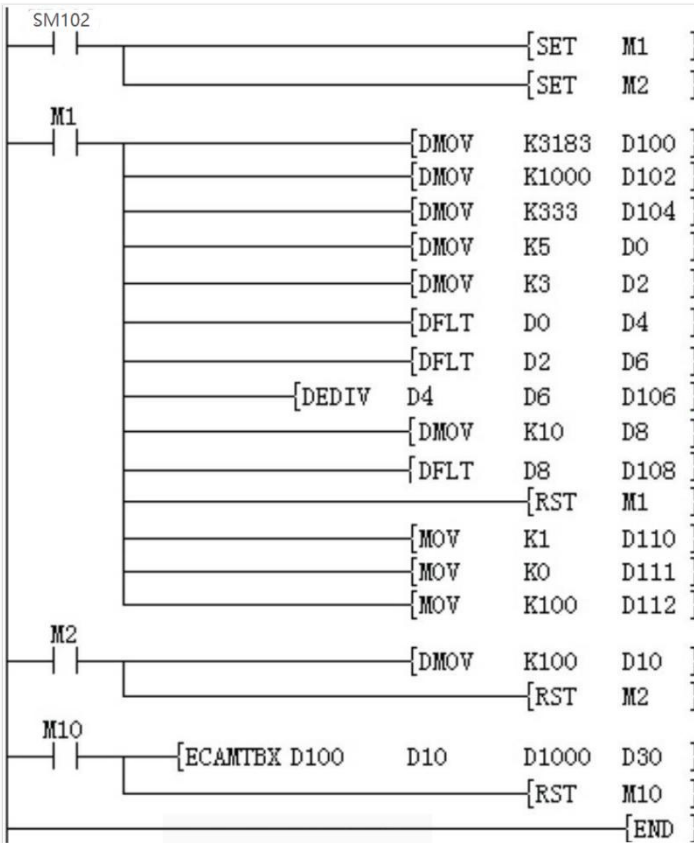 SM102
[SET M1 ]
[SET M2 ]
M1
[DMOV K3183 D100 ]
[DMOV K1000 D102 ]
[DMOV K333 D104 ]
[DMOV K5 D0 ]
[DMOV K3 D2 ]
[DFLT D0 D4 ]
[DFLT D2 D6 ]
[DEDIV D4 D6 D106 ]
[DMOV K10 D8 ]
[DFLT D8 D108 ]
[RST M1 ]
[MOV K1 D110 ]
[MOV K0 D111 ]
[MOV K100 D112 ]
M2
[DMOV K100 D10 ]
[RST M2 ]
M10
[ECAMTBX D100 D10 D1000 D30 ]
[RST M10 ]
[END ]